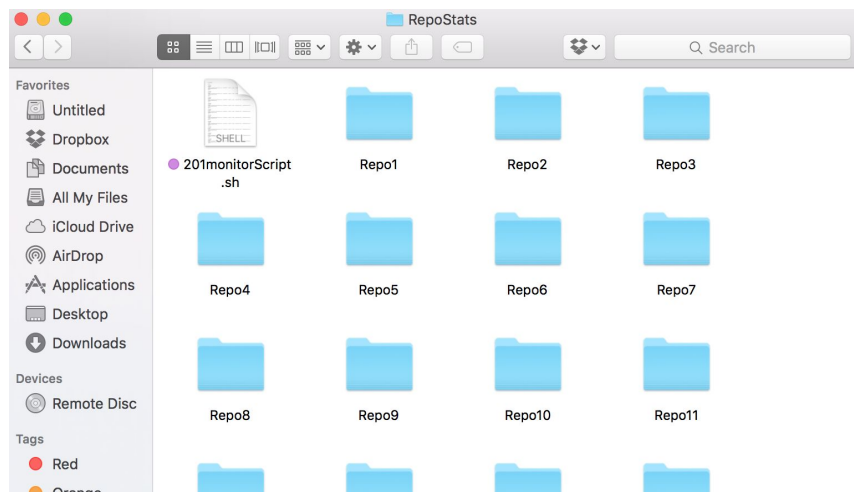 RepoStats
Search
Favorites
Untitled
Dropbox
Documents
All My Files
iCloud Drive
AirDrop
Applications
Desktop
Downloads
Devices
Remote Disc
Tags
Red
Orange
SHELL
201monitorScript
.sh
Repo1
Repo2
Repo3
Repo4
Repo5
Repo6
Repo7
Repo8
Repo9
Repo10
Repo11